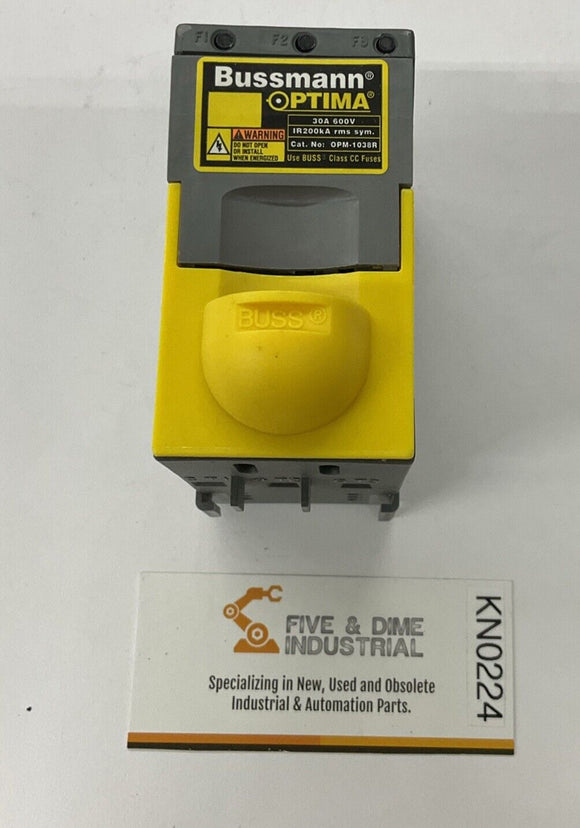 F1 F2 F3
Bussmann®
OPTIMA®
30A 600V
IR200kA rms sym.
WARNING
DO NOT OPEN
OR INSTALL
WHEN ENERGIZED
Cat. No: OPM-1038R
Use BUSS® Class CC Fuses
BUSS®
FIVE & DIME
INDUSTRIAL
Specializing in New, Used and Obsolete
Industrial & Automation Parts.
KN0224